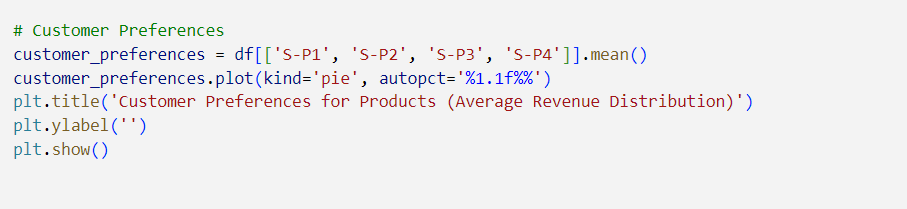 # Customer Preferences
customer_preferences = df[['S-P1', 'S-P2', 'S-P3', 'S-P4']].mean()
customer_preferences.plot(kind='pie', autopct='%1.1f%%')
plt.title('Customer Preferences for Products (Average Revenue Distribution)')
plt.ylabel('')
plt.show()